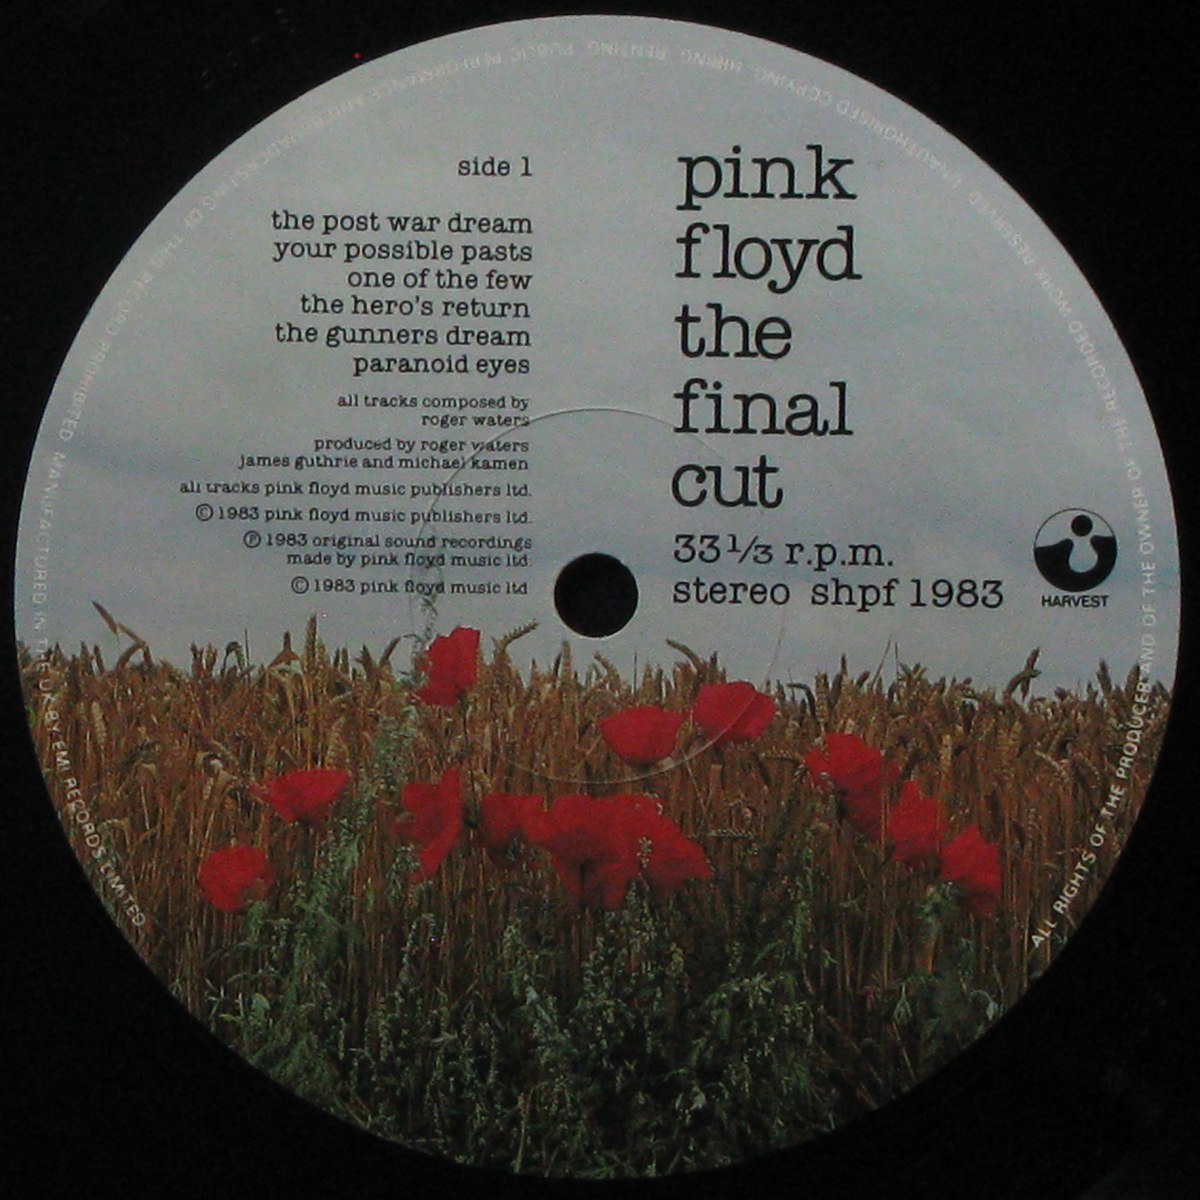 side 1
the post war dream
your possible pasts
one of the few
the hero's return
the gunners dream
paranoid eyes
all tracks composed by
roger waters
produced by roger waters
james guthrie and michael kamen
all tracks pink floyd music publishers ltd.
© 1983 pink floyd music publishers ltd.
℗ 1983 original sound recordings
made by pink floyd music ltd.
© 1983 pink floyd music ltd
pink
floyd
the
final
cut
33⅓ r.p.m.
stereo shpf 1983
HARVEST
ALL RIGHTS OF THE PRODUCER AND OF THE OWNER OF THE RECORDED WORK RESERVED. UNAUTHORISED COPYING, HIRING, RENTING, PUBLIC PERFORMANCE AND BROADCASTING OF THIS RECORD PROHIBITED. MANUFACTURED IN THE U.K. BY EMI RECORDS LIMITED.